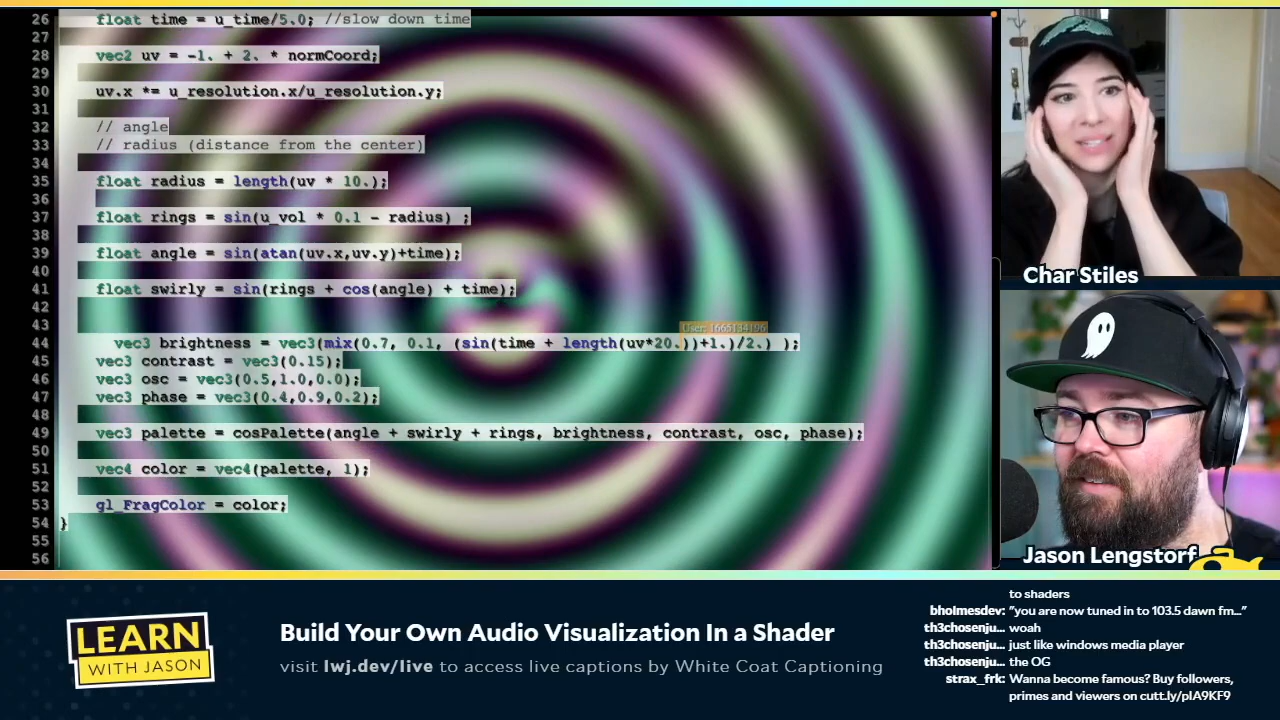 26 float time = u_time/5.0; //slow down time
27
28 vec2 uv = -1. + 2. * normCoord;
29
30 uv.x *= u_resolution.x/u_resolution.y;
31
32 // angle
33 // radius (distance from the center)
34
35 float radius = length(uv * 10.);
36
37 float rings = sin(u_vol * 0.1 - radius) ;
38
39 float angle = sin(atan(uv.x,uv.y)+time);
40
41 float swirly = sin(rings + cos(angle) + time);
42
43
User: 1665134196
44 vec3 brightness = vec3(mix(0.7, 0.1, (sin(time + length(uv*20.))+1.)/2.) );
45 vec3 contrast = vec3(0.15);
46 vec3 osc = vec3(0.5,1.0,0.0);
47 vec3 phase = vec3(0.4,0.9,0.2);
48
49 vec3 palette = cosPalette(angle + swirly + rings, brightness, contrast, osc, phase);
50
51 vec4 color = vec4(palette, 1);
52
53 gl_FragColor = color;
54 }
55
56
Char Stiles
Jason Lengstorf
LEARN
WITH JASON
Build Your Own Audio Visualization In a Shader
visit lwj.dev/live to access live captions by White Coat Captioning
to shaders
bholmesdev: "you are now tuned in to 103.5 dawn fm..."
th3chosenju... woah
th3chosenju... just like windows media player
th3chosenju... the OG
strax_frk: Wanna become famous? Buy followers,
primes and viewers on cutt.ly/pIA9KF9